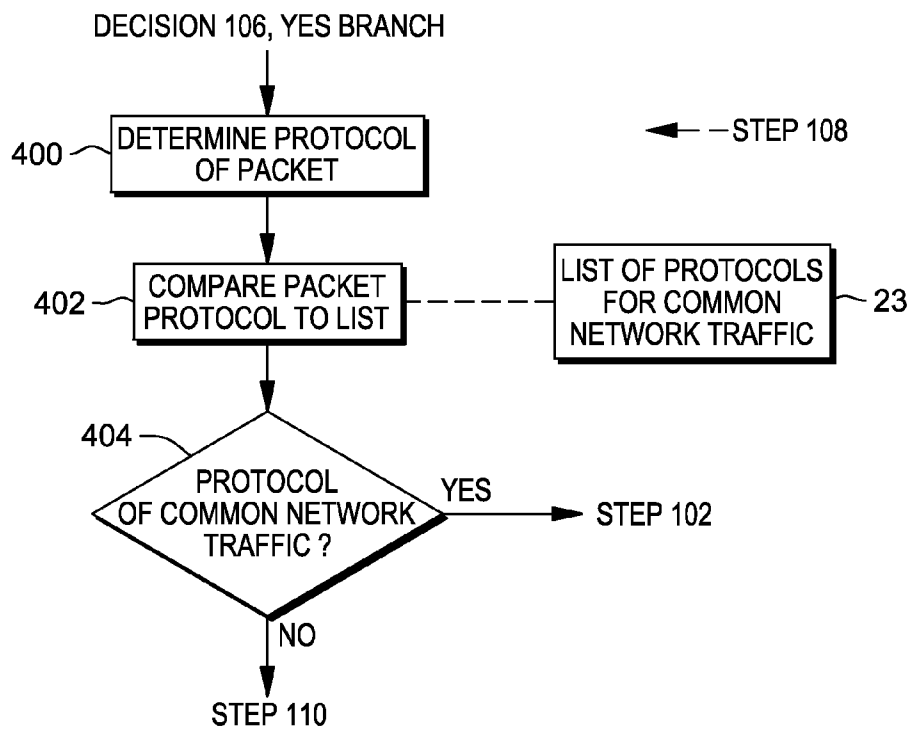 DECISION 106, YES BRANCH
400
DETERMINE PROTOCOL
OF PACKET
STEP 108
402
COMPARE PACKET
PROTOCOL TO LIST
LIST OF PROTOCOLS
FOR COMMON
NETWORK TRAFFIC
23
404
PROTOCOL
OF COMMON NETWORK
TRAFFIC ?
YES
STEP 102
NO
STEP 110